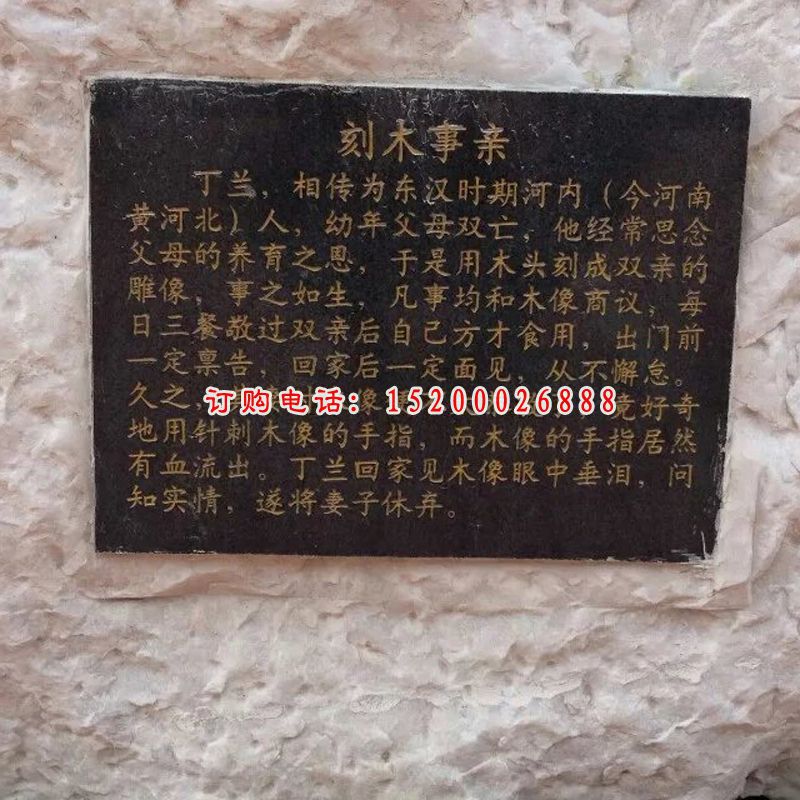 刻木事亲
丁兰，相传为东汉时期河内（今河南
黄河北）人，幼年父母双亡，他经常思念
父母的养育之恩，于是用木头刻成双亲的
雕像，事之如生，凡事均和木像商议，每
日三餐敬过双亲后自己方才食用，出门前
一定禀告，回家后一定面见，从不懈怠。
久之，竟好奇
订购电话：15200026888
地用针刺木像的手指，而木像的手指居然
有血流出。丁兰回家见木像眼中垂泪，问
知实情，遂将妻子休弃。